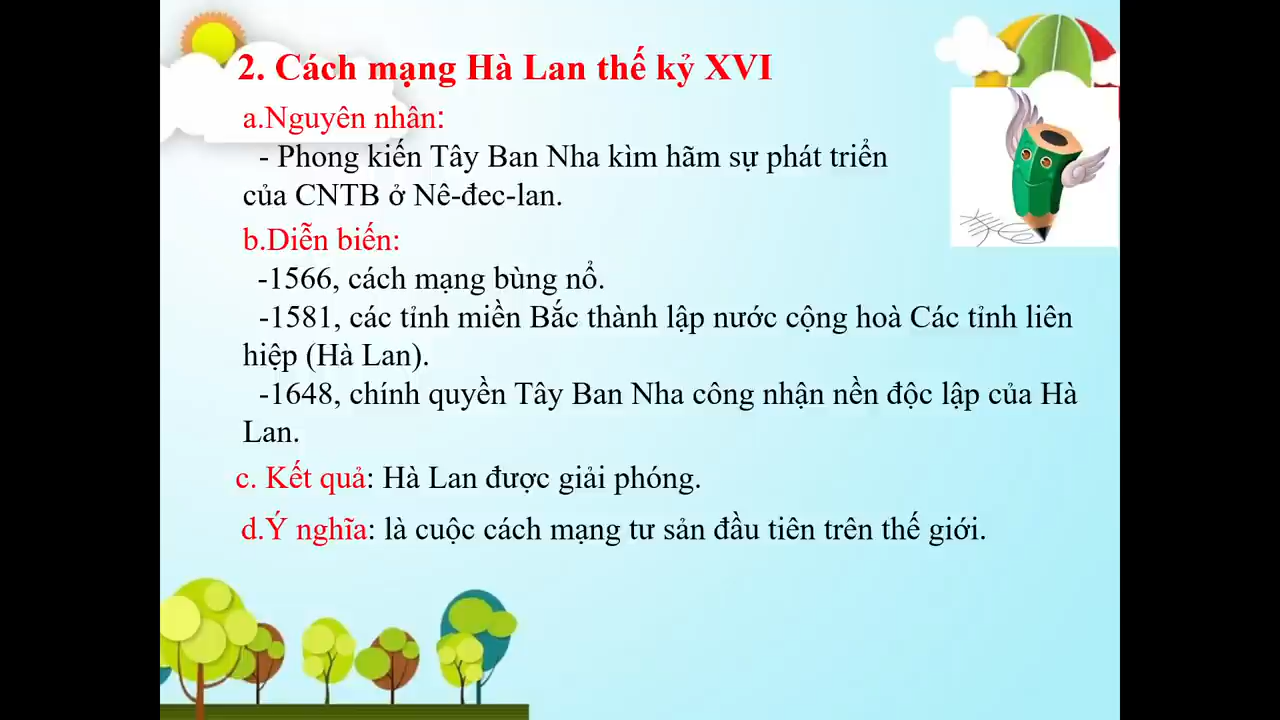 2. Cách mạng Hà Lan thế kỷ XVI
a.Nguyên nhân:
- Phong kiến Tây Ban Nha kìm hãm sự phát triển
của CNTB ở Nê-đec-lan.
b.Diễn biến:
-1566, cách mạng bùng nổ.
-1581, các tỉnh miền Bắc thành lập nước cộng hoà Các tỉnh liên
hiệp (Hà Lan).
-1648, chính quyền Tây Ban Nha công nhận nền độc lập của Hà
Lan.
c. Kết quả: Hà Lan được giải phóng.
d.Ý nghĩa: là cuộc cách mạng tư sản đầu tiên trên thế giới.